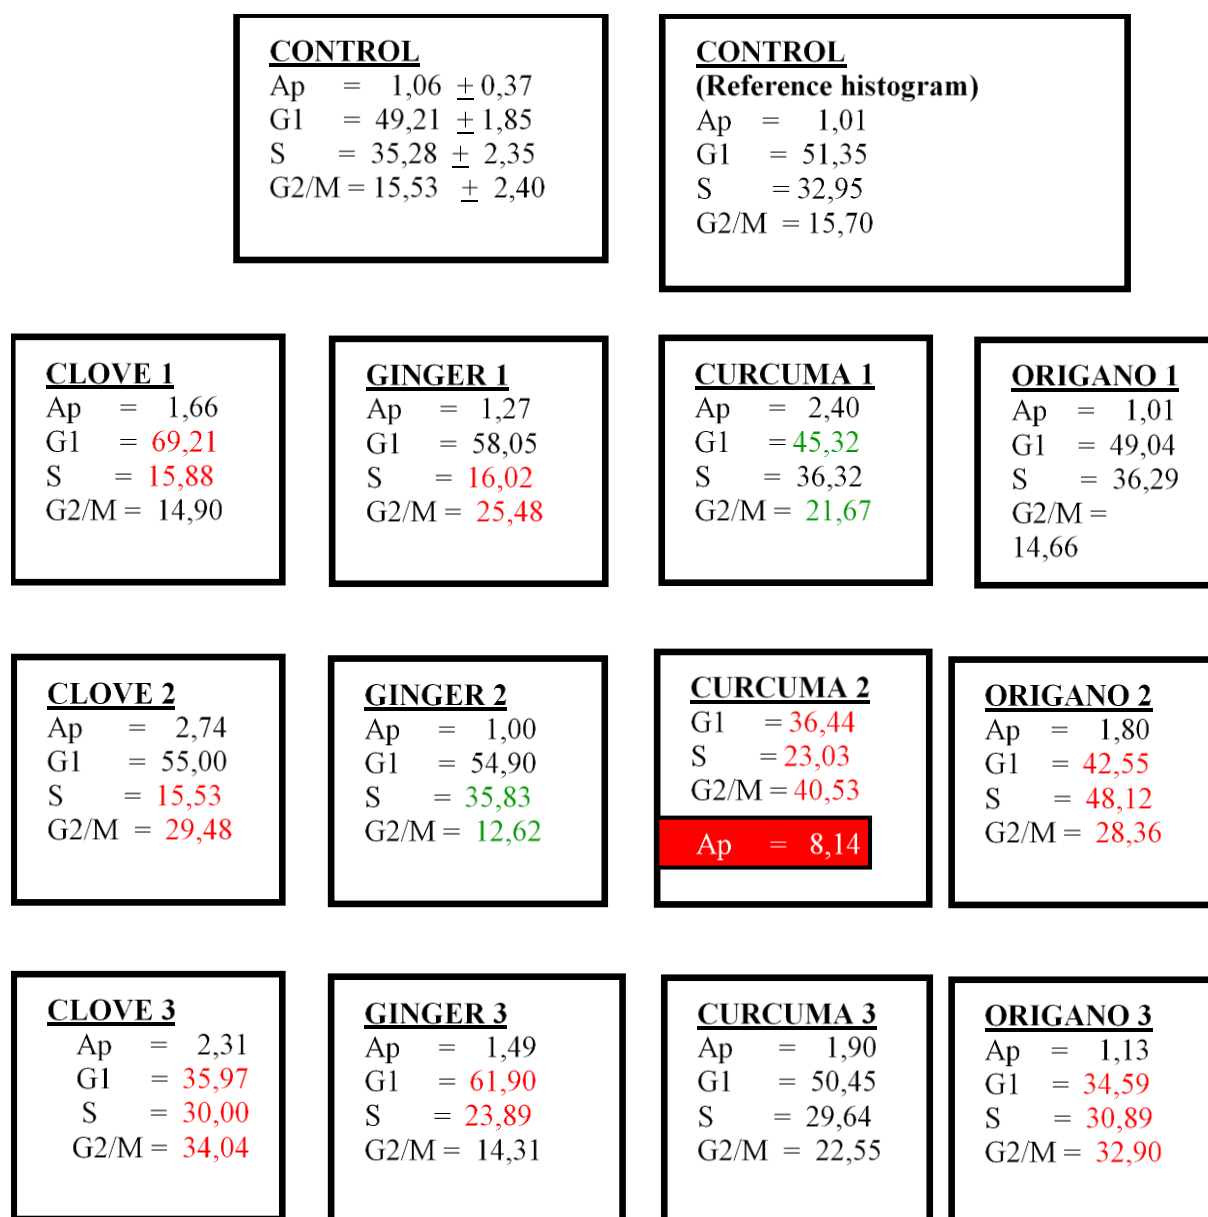 CONTROL
Ap = 1,06 ± 0,37
G1 = 49,21 ± 1,85
S = 35,28 ± 2,35
G2/M = 15,53 ± 2,40
CONTROL
(Reference histogram)
Ap = 1,01
G1 = 51,35
S = 32,95
G2/M = 15,70
CLOVE 1
Ap = 1,66
G1 = 69,21
S = 15,88
G2/M = 14,90
GINGER 1
Ap = 1,27
G1 = 58,05
S = 16,02
G2/M = 25,48
CURCUMA 1
Ap = 2,40
G1 = 45,32
S = 36,32
G2/M = 21,67
ORIGANO 1
Ap = 1,01
G1 = 49,04
S = 36,29
G2/M =
14,66
CLOVE 2
Ap = 2,74
G1 = 55,00
S = 15,53
G2/M = 29,48
GINGER 2
Ap = 1,00
G1 = 54,90
S = 35,83
G2/M = 12,62
CURCUMA 2
G1 = 36,44
S = 23,03
G2/M = 40,53
Ap = 8,14
ORIGANO 2
Ap = 1,80
G1 = 42,55
S = 48,12
G2/M = 28,36
CLOVE 3
Ap = 2,31
G1 = 35,97
S = 30,00
G2/M = 34,04
GINGER 3
Ap = 1,49
G1 = 61,90
S = 23,89
G2/M = 14,31
CURCUMA 3
Ap = 1,90
G1 = 50,45
S = 29,64
G2/M = 22,55
ORIGANO 3
Ap = 1,13
G1 = 34,59
S = 30,89
G2/M = 32,90